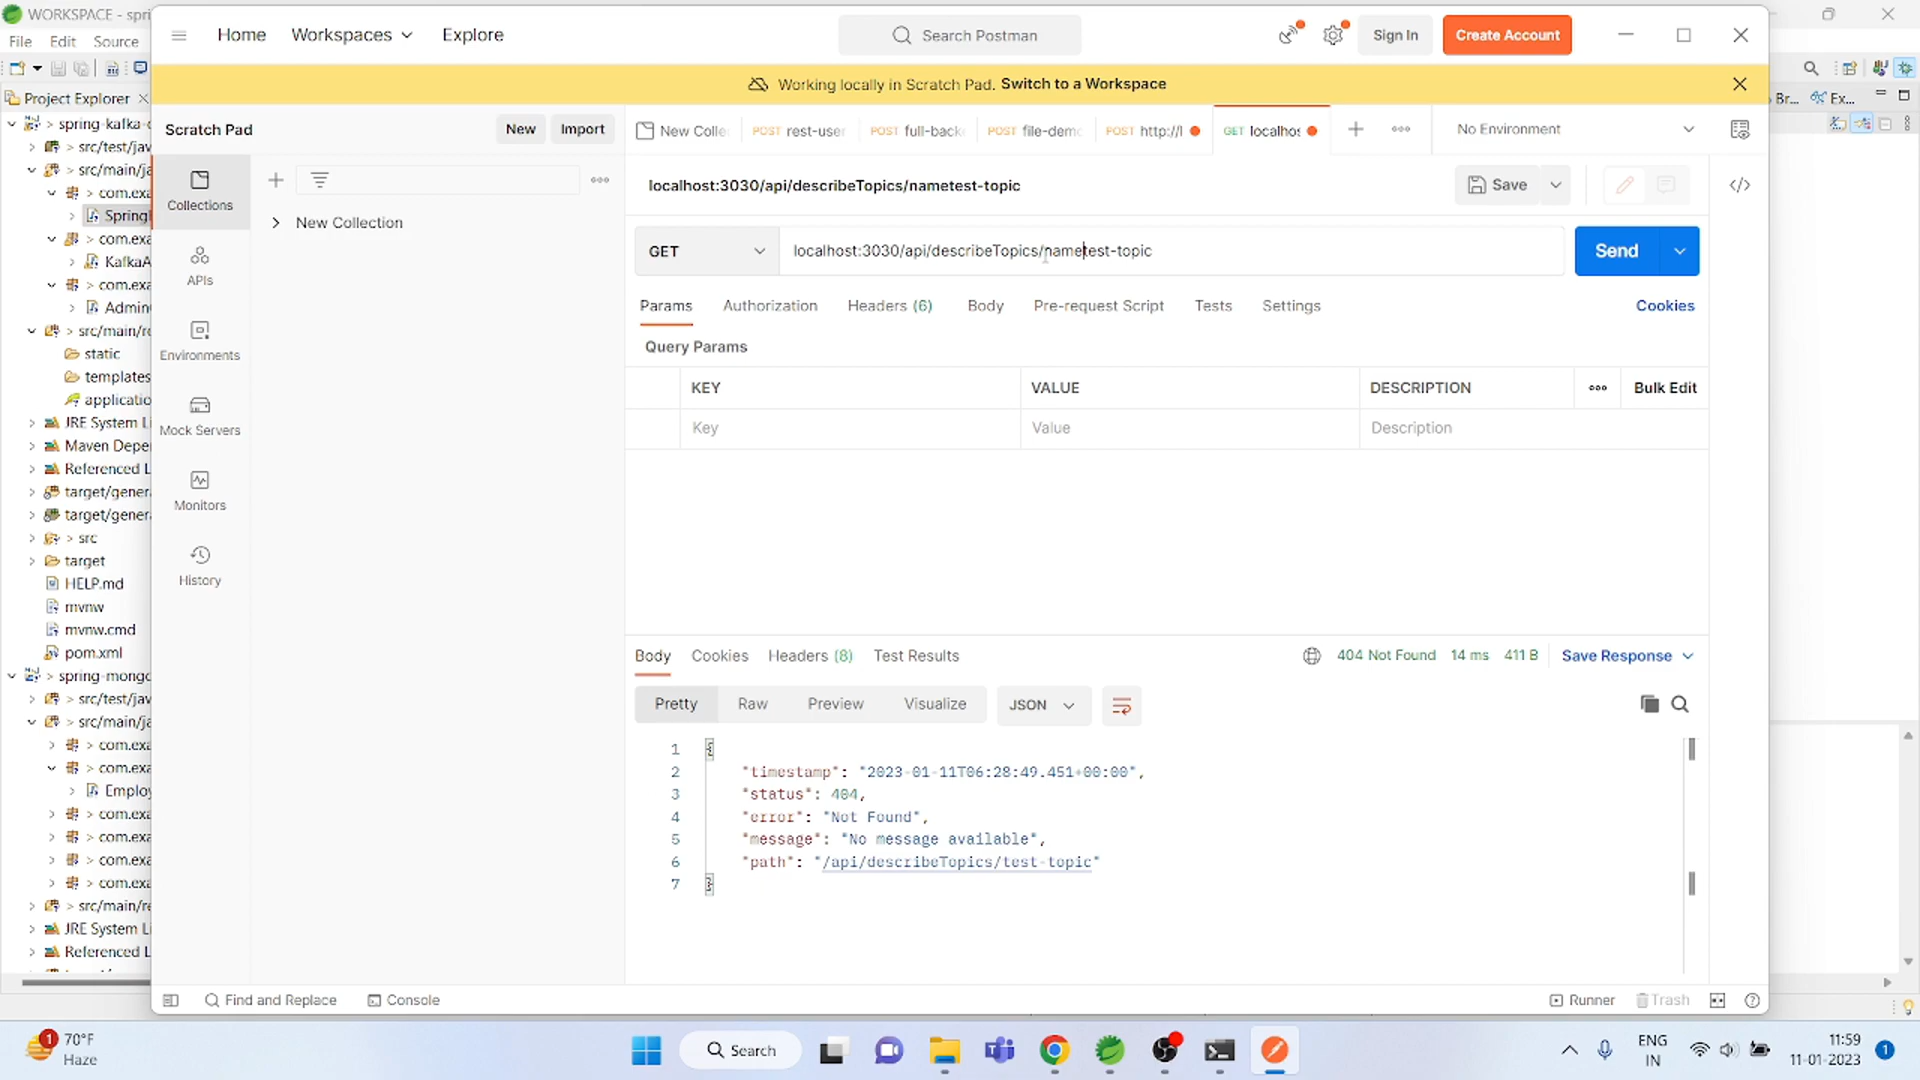 WORKSPACE - spri
File Edit Source
Project Explorer
> spring-kafka-c
> src/test/jav
> src/main/ja
> com.exa
Spring
> com.exa
KafkaA
> com.exa
Admin
> src/main/re
static
templates
applicatio
JRE System Li
Maven Depe
Referenced L
target/genera
target/genera
> src
target
HELP.md
mvnw
mvnw.cmd
pom.xml
> spring-mongo
> src/test/jav
> src/main/ja
> com.exa
> com.exa
Employ
> com.exa
> com.exa
> com.exa
> com.exa
> src/main/re
JRE System Li
Referenced L
Home Workspaces Explore
Search Postman
Sign In Create Account
Working locally in Scratch Pad. Switch to a Workspace
Scratch Pad New Import
New Colle
POST rest-user
POST full-back
POST file-demo
POST http://l
GET localhos
No Environment
Collections
APIs
Environments
Mock Servers
Monitors
History
New Collection
localhost:3030/api/describeTopics/nametest-topic
Save
GET localhost:3030/api/describeTopics/nametest-topic Send
Params Authorization Headers (6) Body Pre-request Script Tests Settings Cookies
Query Params
KEY VALUE DESCRIPTION Bulk Edit
Key Value Description
Body Cookies Headers (8) Test Results 404 Not Found 14 ms 411 B Save Response
Pretty Raw Preview Visualize JSON
1 {
2 "timestamp": "2023-01-11T06:28:49.451+00:00",
3 "status": 404,
4 "error": "Not Found",
5 "message": "No message available",
6 "path": "/api/describeTopics/test-topic"
7 }
Find and Replace Console Runner Trash
Br... Ex...
1 70°F
Haze
Search
ENG
IN
11:59
11-01-2023
1